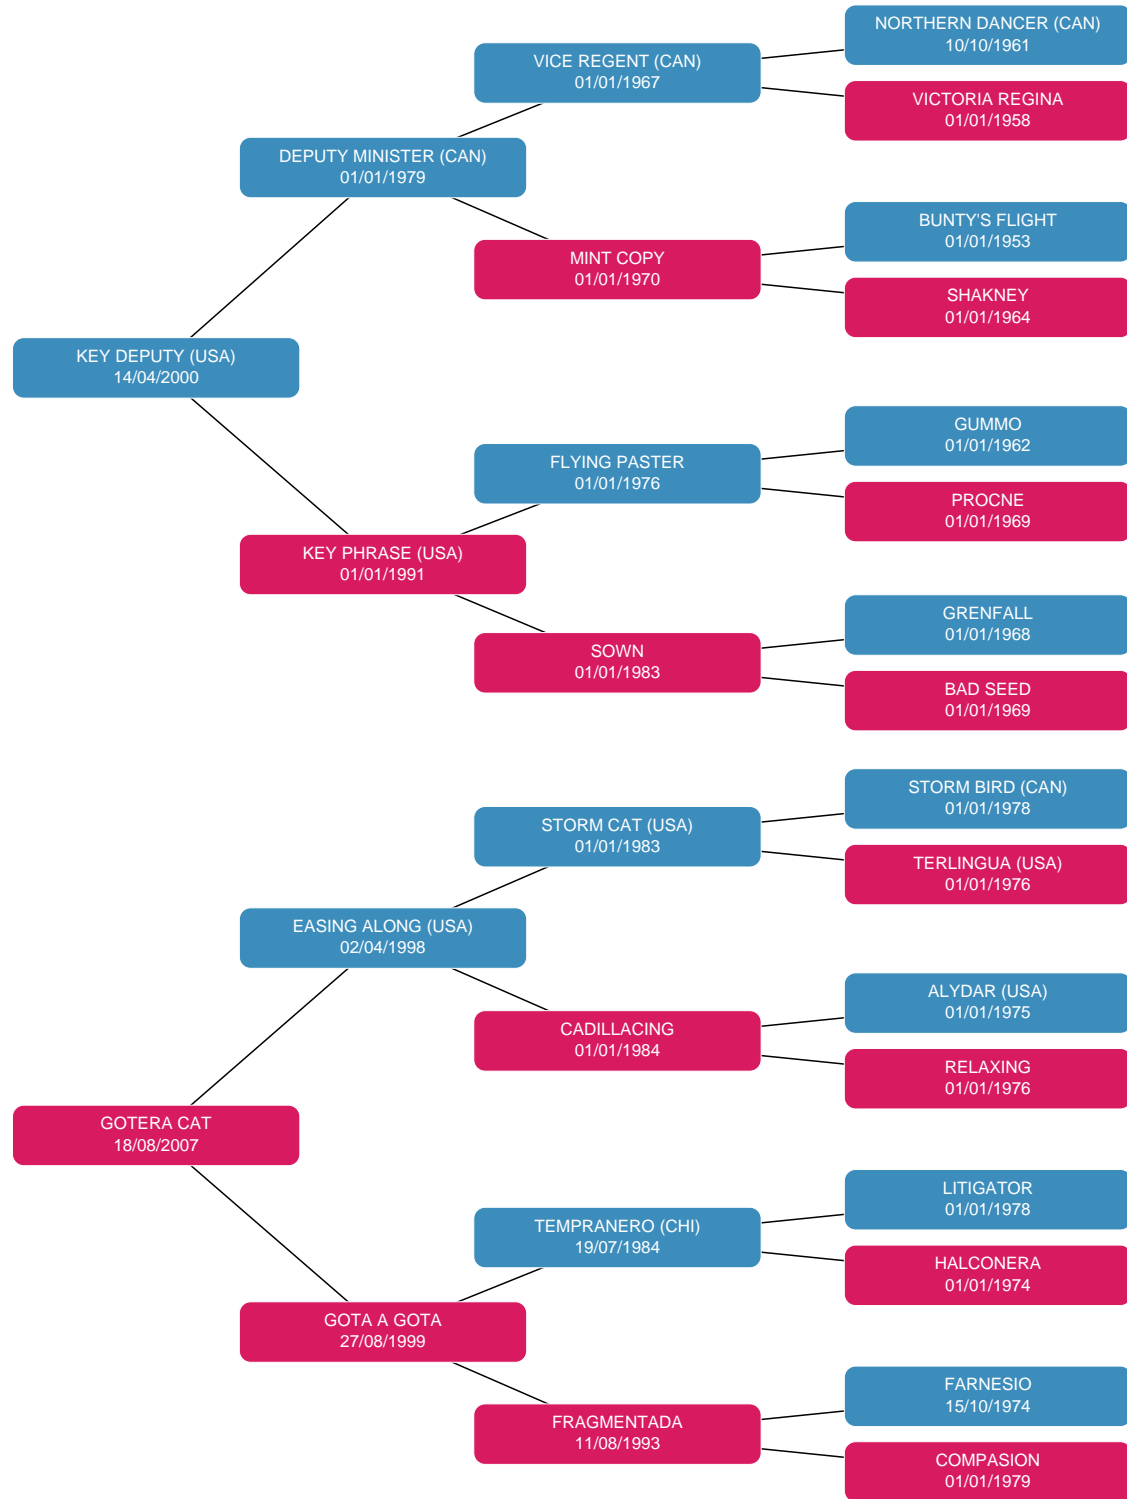 NORTHERN DANCER (CAN)
10/10/1961
VICE REGENT (CAN)
01/01/1967
VICTORIA REGINA
01/01/1958
DEPUTY MINISTER (CAN)
01/01/1979
BUNTY'S FLIGHT
01/01/1953
MINT COPY
01/01/1970
SHAKNEY
01/01/1964
KEY DEPUTY (USA)
14/04/2000
GUMMO
01/01/1962
FLYING PASTER
01/01/1976
PROCNE
01/01/1969
KEY PHRASE (USA)
01/01/1991
GRENFALL
01/01/1968
SOWN
01/01/1983
BAD SEED
01/01/1969
STORM BIRD (CAN)
01/01/1978
STORM CAT (USA)
01/01/1983
TERLINGUA (USA)
01/01/1976
EASING ALONG (USA)
02/04/1998
ALYDAR (USA)
01/01/1975
CADILLACING
01/01/1984
RELAXING
01/01/1976
GOTERA CAT
18/08/2007
LITIGATOR
01/01/1978
TEMPRANERO (CHI)
19/07/1984
HALCONERA
01/01/1974
GOTA A GOTA
27/08/1999
FARNESIO
15/10/1974
FRAGMENTADA
11/08/1993
COMPASION
01/01/1979